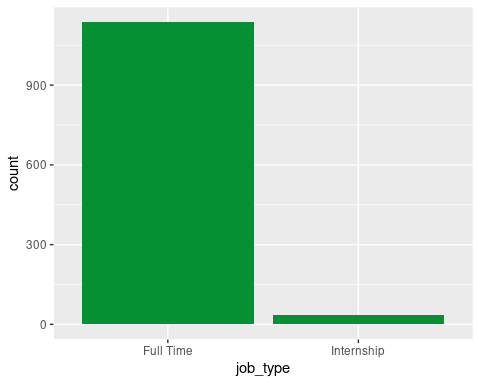 count
900
600
300
0
Full Time Internship
job_type